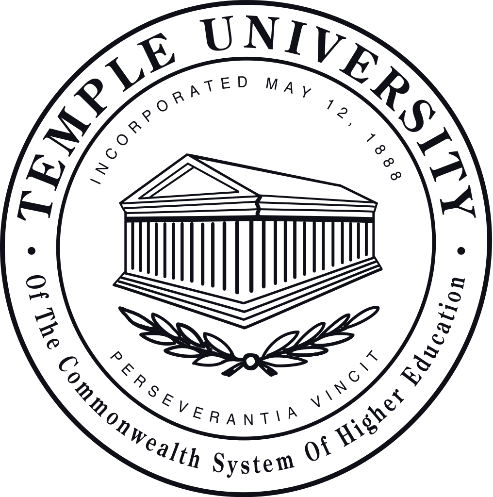 TEMPLE UNIVERSITY
INCORPORATED MAY 12, 1888
PERSEVERANTIA VINCIT
Of The Commonwealth System Of Higher Education